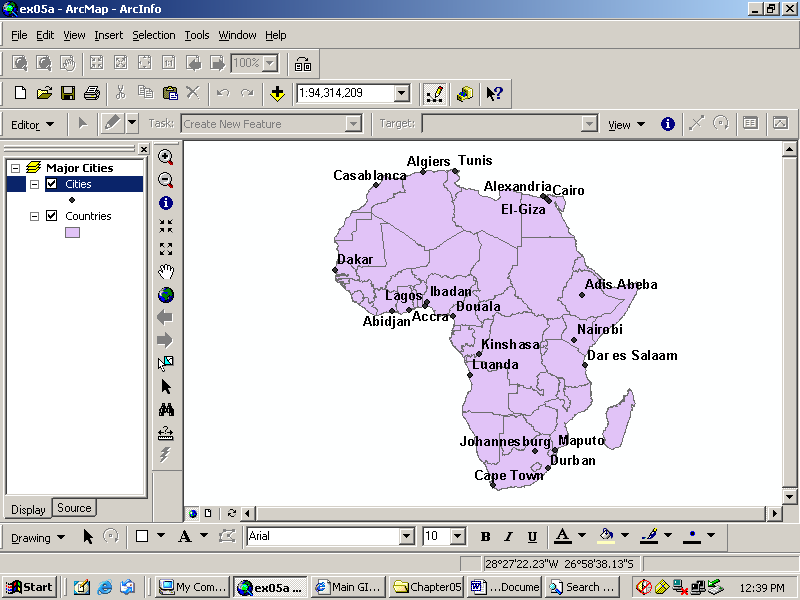 ex05a - ArcMap - ArcInfo
File Edit View Insert Selection Tools Window Help
100%
1:94,314,209
Editor Task: Create New Feature Target: View
Major Cities
Cities
Countries
Algiers Tunis
Casablanca
Alexandria Cairo
El-Giza
Dakar
Adis Abeba
Lagos Ibadan
Douala
Abidjan Accra
Nairobi
Kinshasa
Dar es Salaam
Luanda
Johannesburg Maputo
Durban
Cape Town
Display Source
Drawing A Arial 10 B I U A
28°27'22.23"W 26°58'38.13"S
Start My Com... ex05a ... Main GI... Chapter05 ...Docume Search ... 12:39 PM